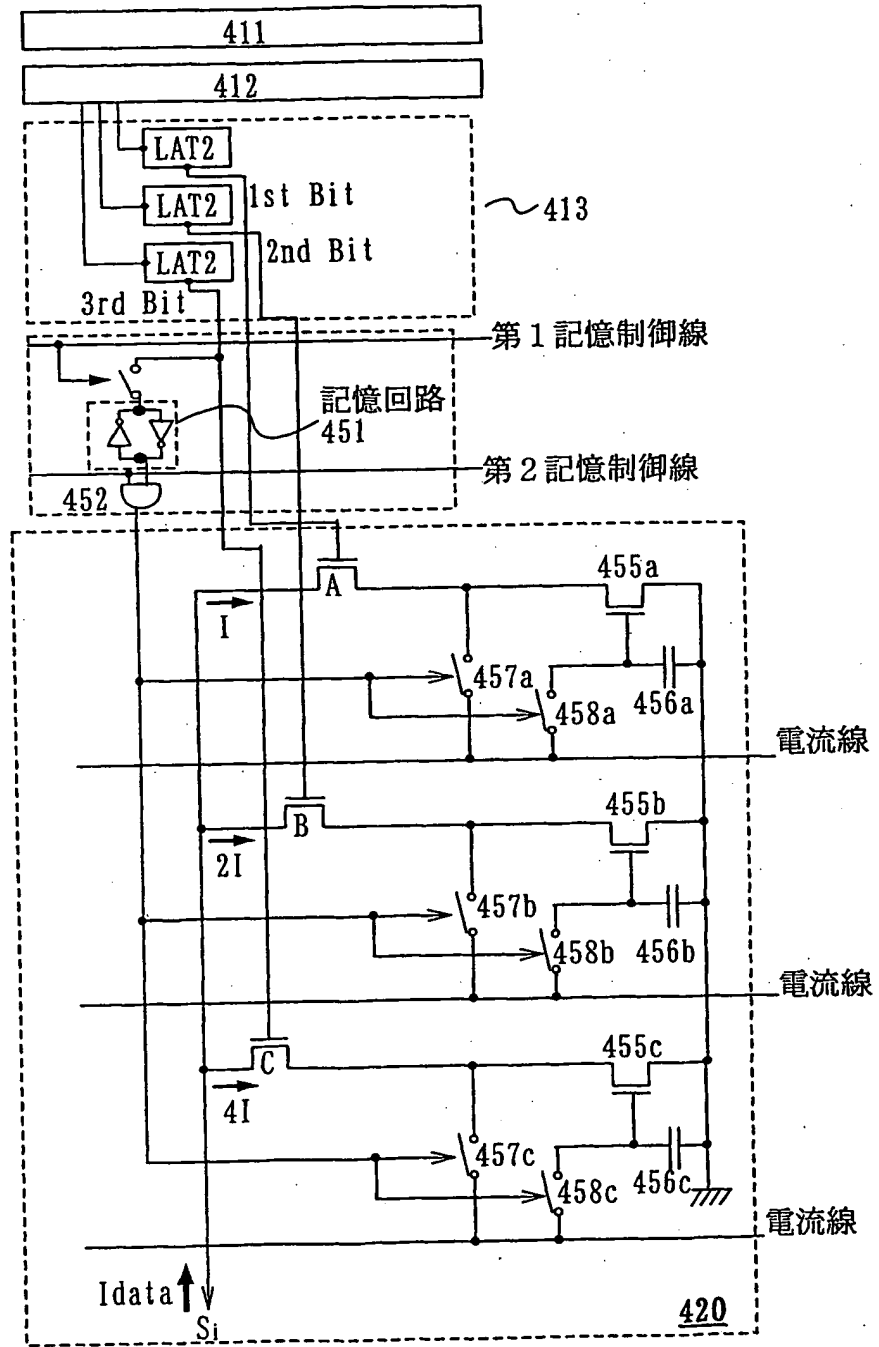 411
412
LAT2
1st Bit
LAT2
413
2nd Bit
LAT2
3rd Bit
第1記憶制御線
記憶回路
451
第2記憶制御線
452
455a
A
I
457a
458a
456a
電流線
455b
B
2I
457b
458b
456b
電流線
455c
C
4I
457c
458c
456c
電流線
Idata
Si
420